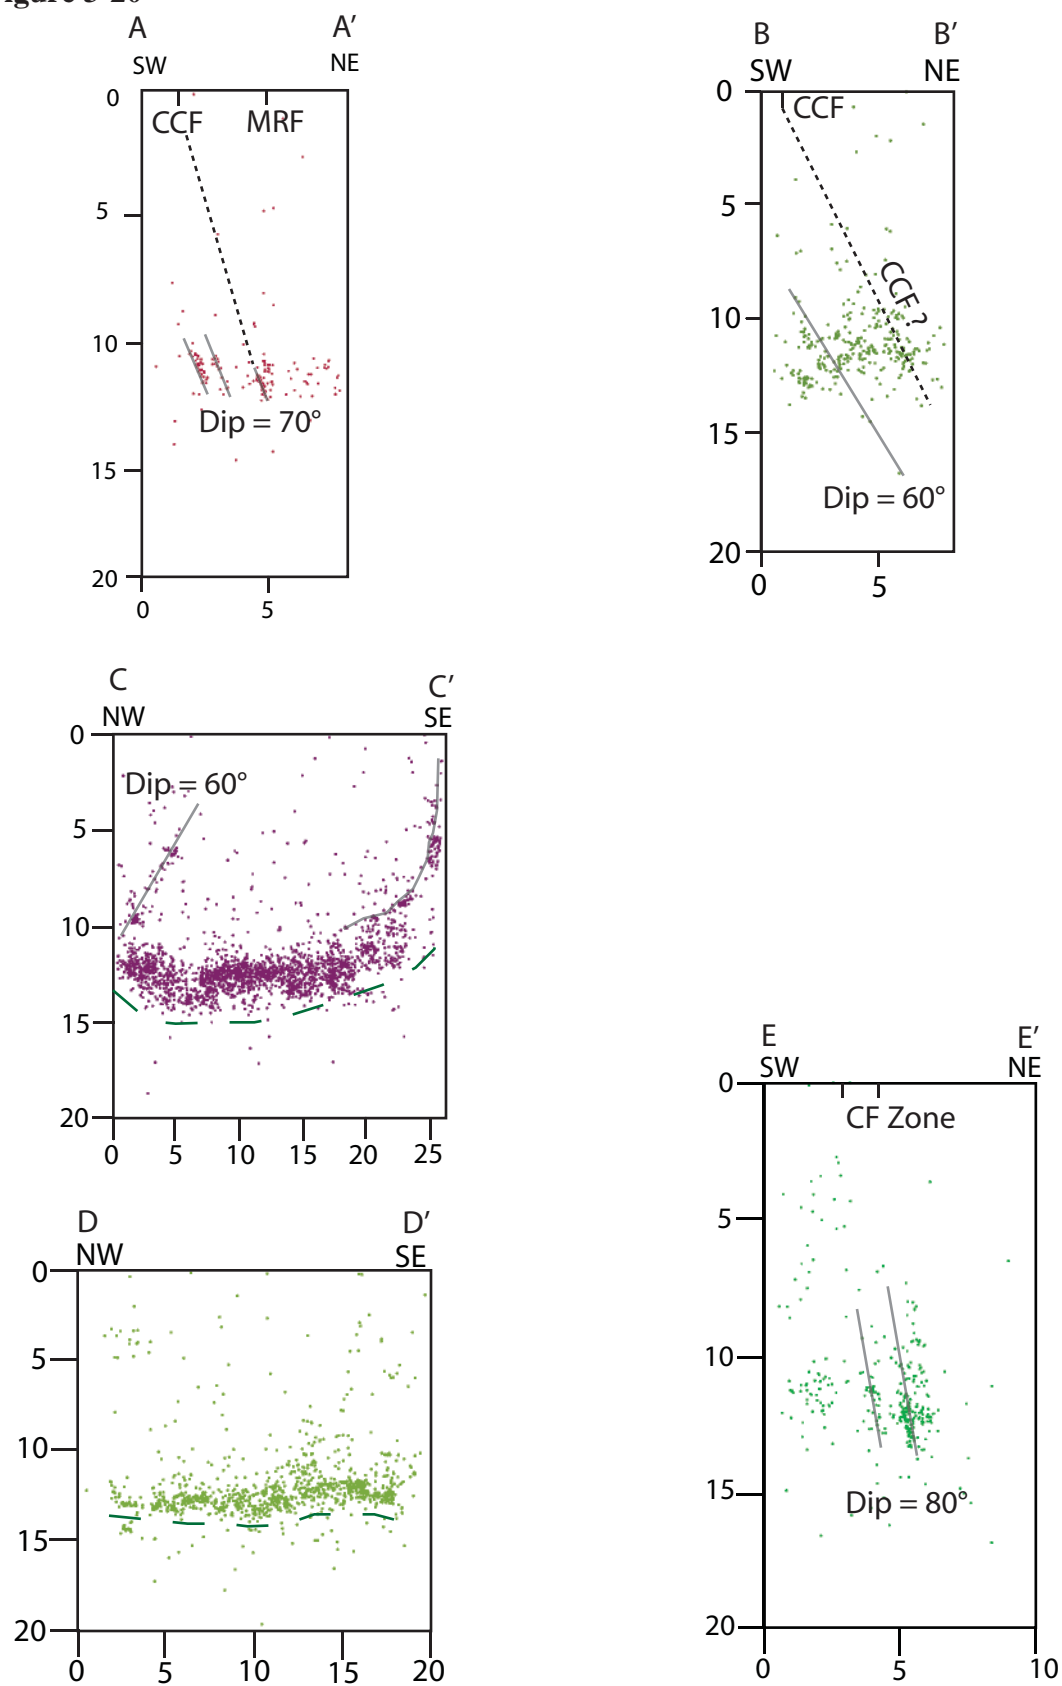 A A'
SW NE
0
CCF MRF
5
10
Dip = 70°
15
20
0 5
B B'
SW NE
0
CCF
5
CCF?
10
15
Dip = 60°
20
0 5
C C'
NW SE
0
Dip = 60°
5
10
15
20
0 5 10 15 20 25
D D'
NW SE
0
5
10
15
20
0 5 10 15 20
E E'
SW NE
0
CF Zone
5
10
15
Dip = 80°
20
0 5 10